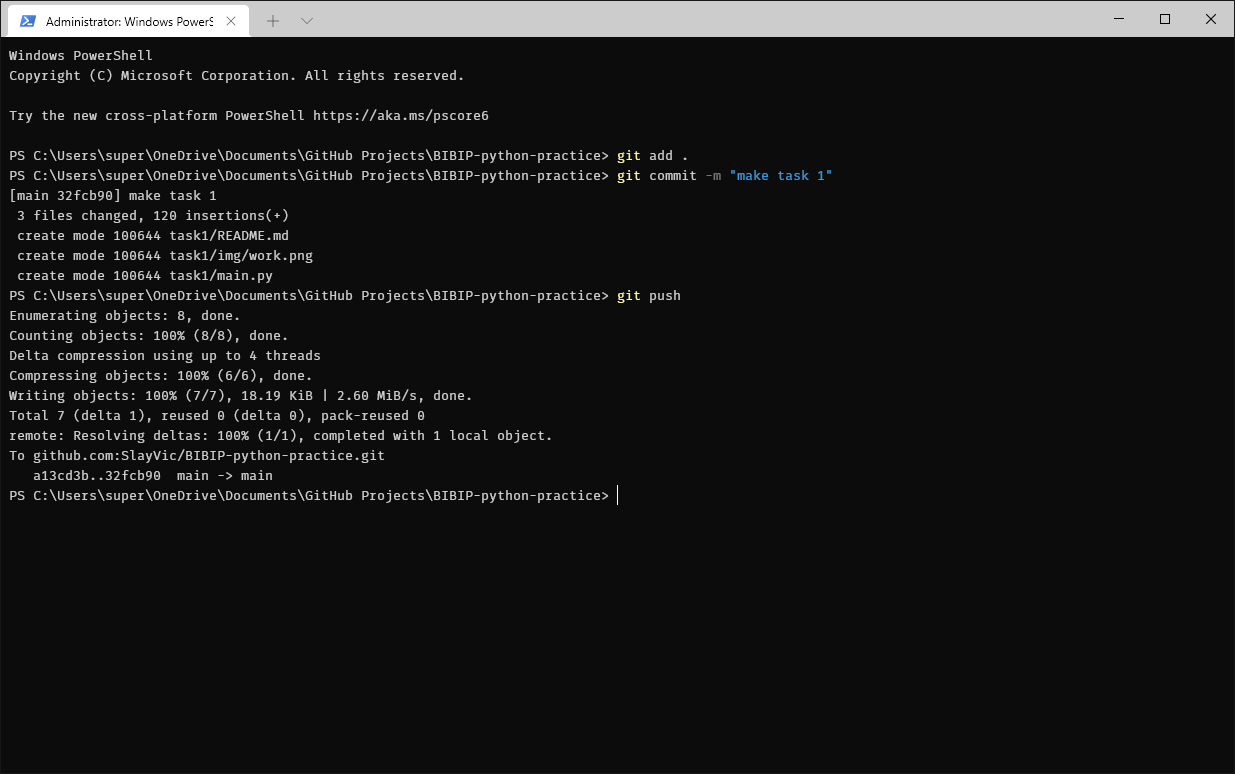 Administrator: Windows PowerS
Windows PowerShell
Copyright (C) Microsoft Corporation. All rights reserved.
Try the new cross-platform PowerShell https://aka.ms/pscore6
PS C:\Users\super\OneDrive\Documents\GitHub Projects\BIBIP-python-practice> git add .
PS C:\Users\super\OneDrive\Documents\GitHub Projects\BIBIP-python-practice> git commit -m "make task 1"
[main 32fcb90] make task 1
 3 files changed, 120 insertions(+)
 create mode 100644 task1/README.md
 create mode 100644 task1/img/work.png
 create mode 100644 task1/main.py
PS C:\Users\super\OneDrive\Documents\GitHub Projects\BIBIP-python-practice> git push
Enumerating objects: 8, done.
Counting objects: 100% (8/8), done.
Delta compression using up to 4 threads
Compressing objects: 100% (6/6), done.
Writing objects: 100% (7/7), 18.19 KiB | 2.60 MiB/s, done.
Total 7 (delta 1), reused 0 (delta 0), pack-reused 0
remote: Resolving deltas: 100% (1/1), completed with 1 local object.
To github.com:SlayVic/BIBIP-python-practice.git
   a13cd3b..32fcb90  main -> main
PS C:\Users\super\OneDrive\Documents\GitHub Projects\BIBIP-python-practice>